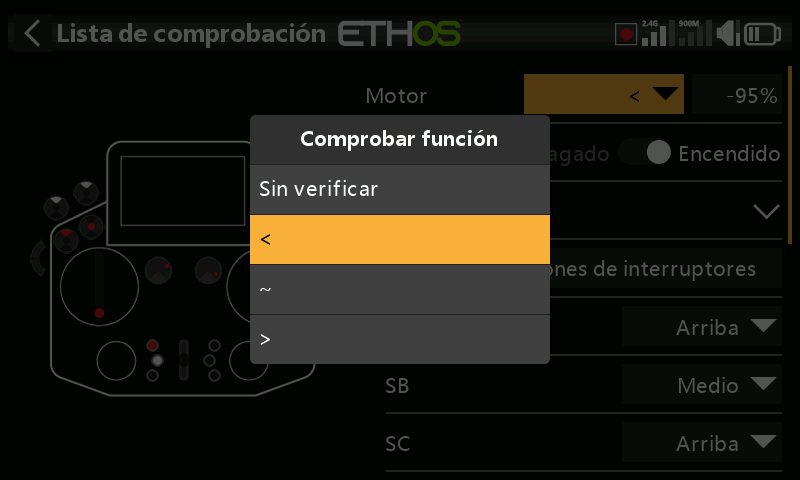 Lista de comprobación ETHOS 2.4G 900M
Motor < -95%
Comprobar función
agado Encendido
Sin verificar
<
ones de interruptores
~
Arriba
>
SB Medio
SC Arriba